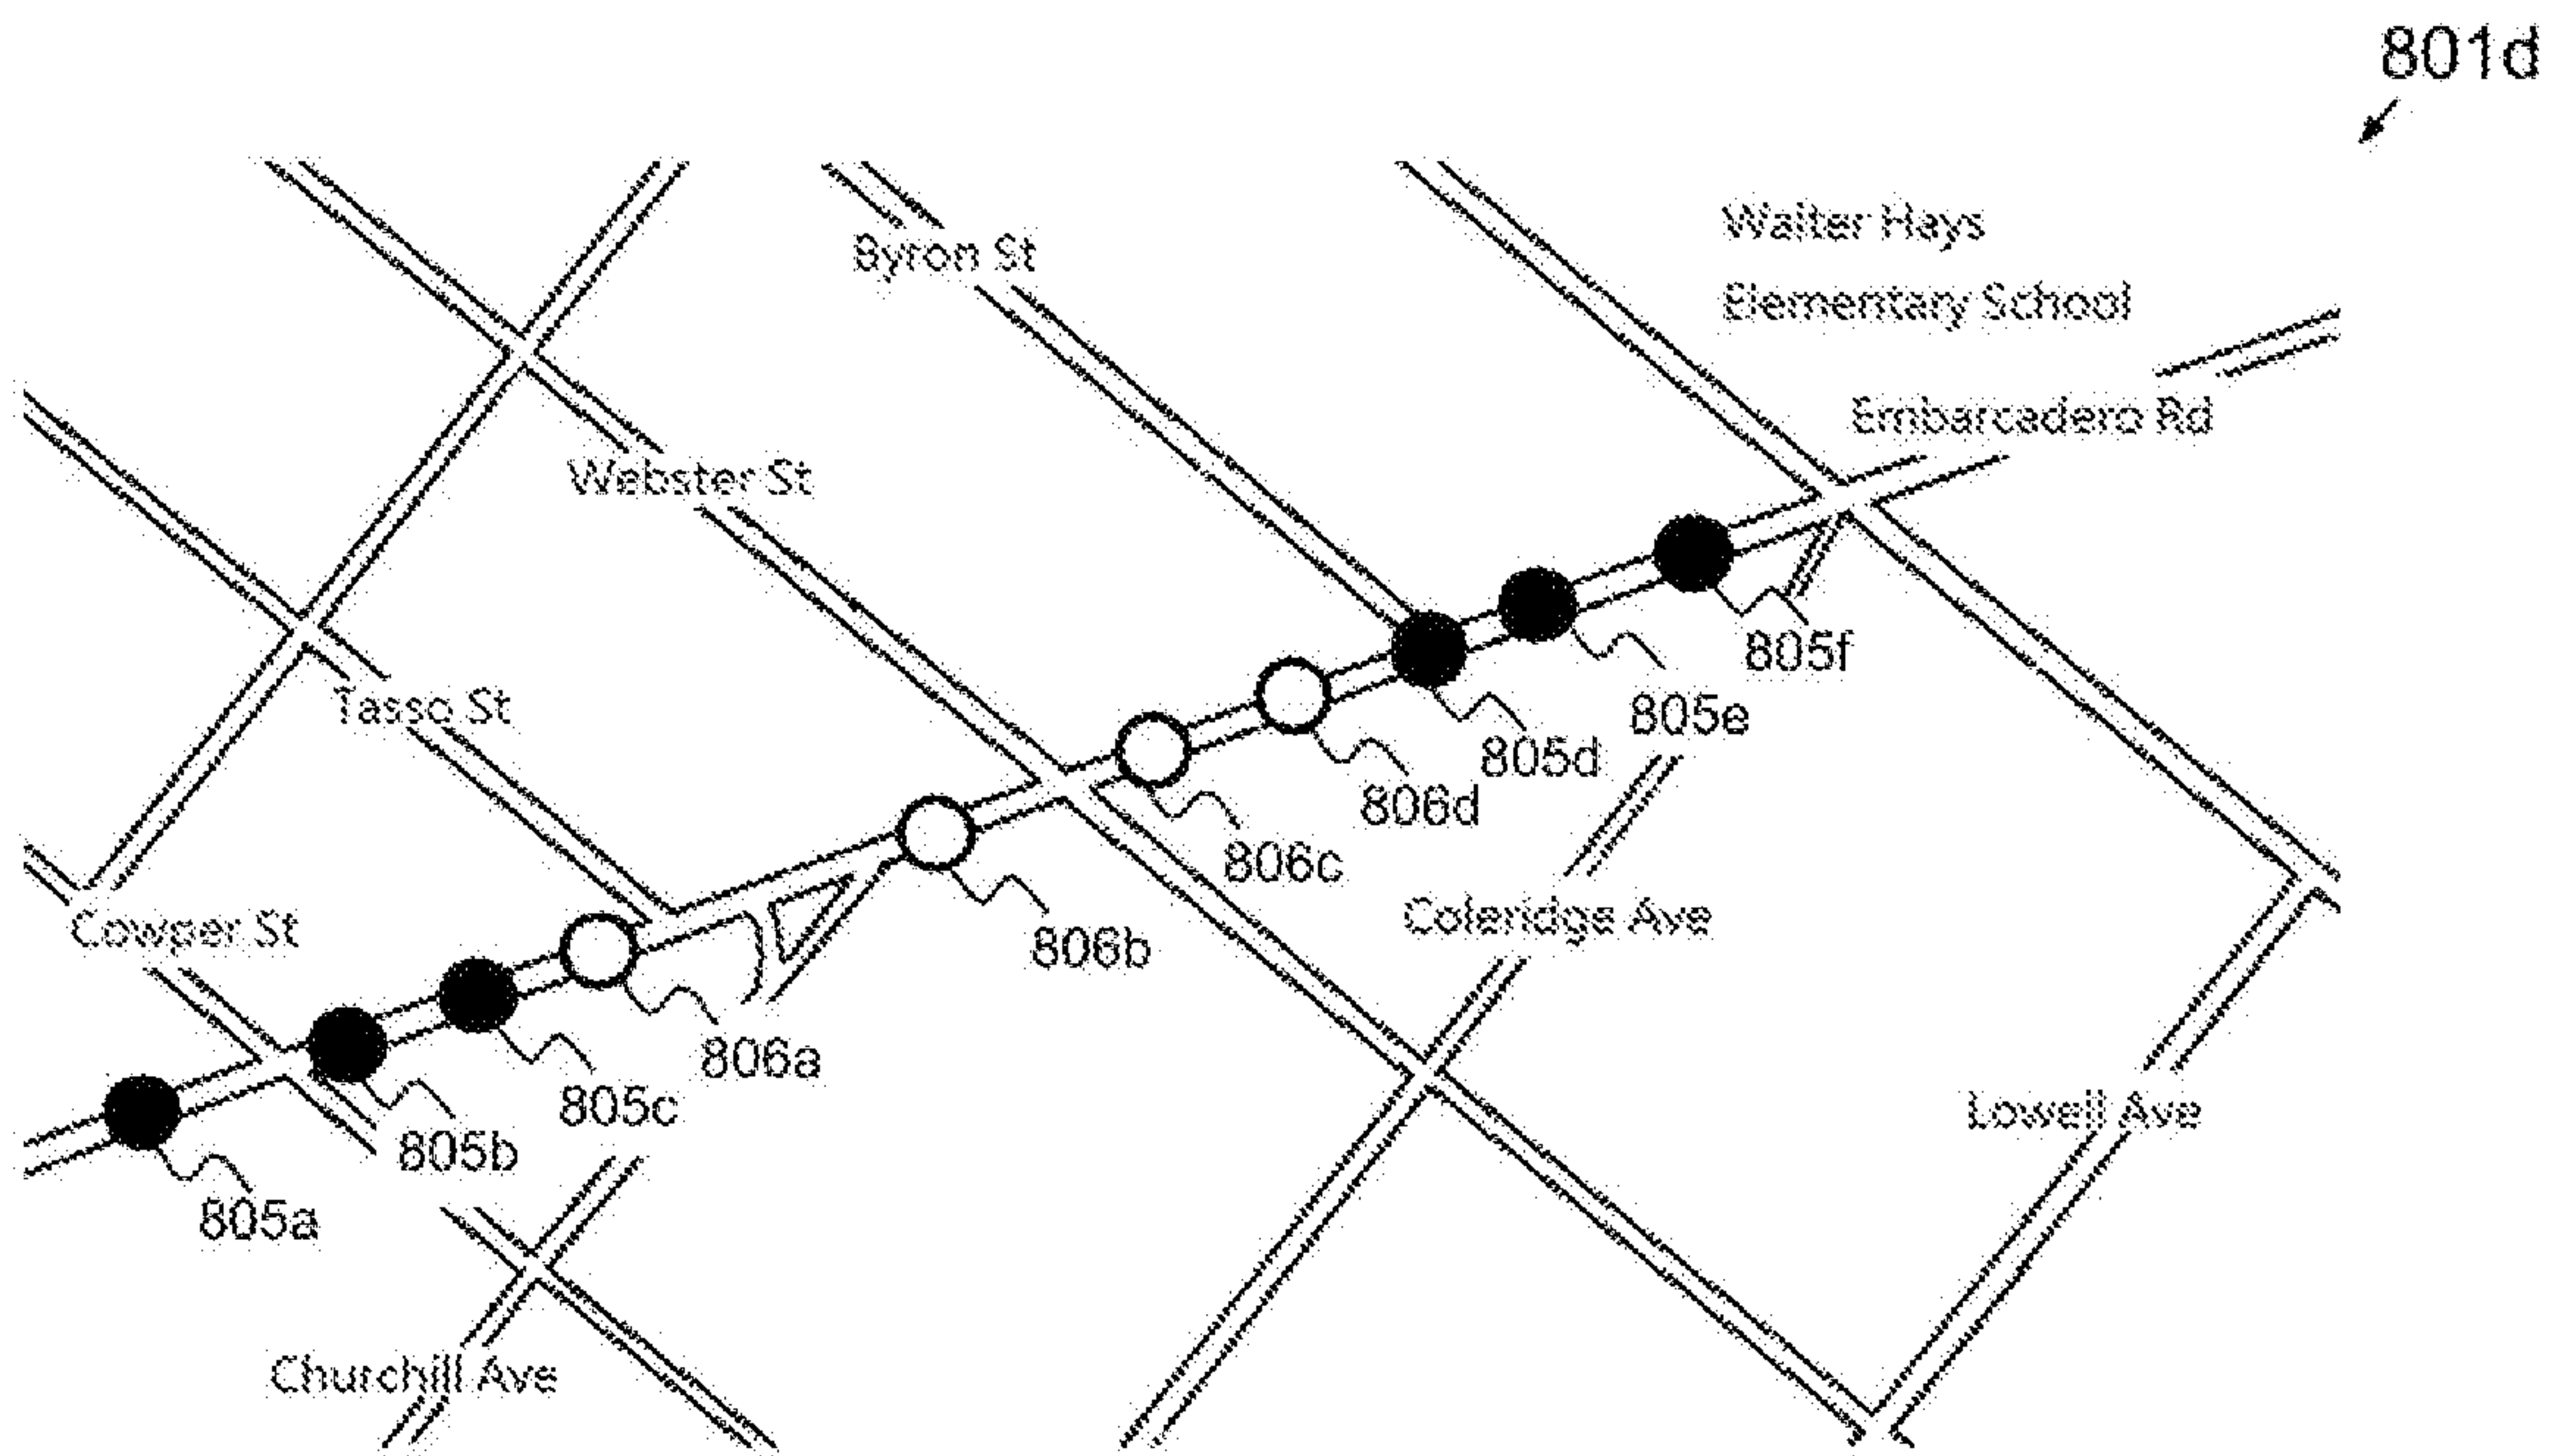 801d
Walter Hays
Elementary School
Byron St
Embarcadero Rd
Webster St
805f
Tasso St
805e
805d
806d
806c
Coleridge Ave
Cowper St
806b
806a
805c
Lowell Ave
805b
805a
Churchill Ave